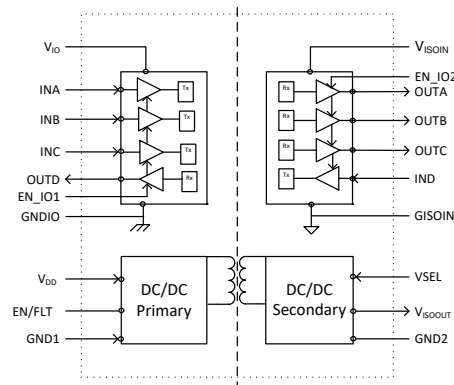 V_IO
INA
INB
INC
OUTD
EN_IO1
GNDIO
Tx
Tx
Tx
Rx
V_ISOIN
EN_IO2
OUTA
OUTB
OUTC
IND
GISOIN
Rx
Rx
Rx
Tx
V_DD
EN/FLT
GND1
DC/DC
Primary
DC/DC
Secondary
VSEL
V_ISOOUT
GND2